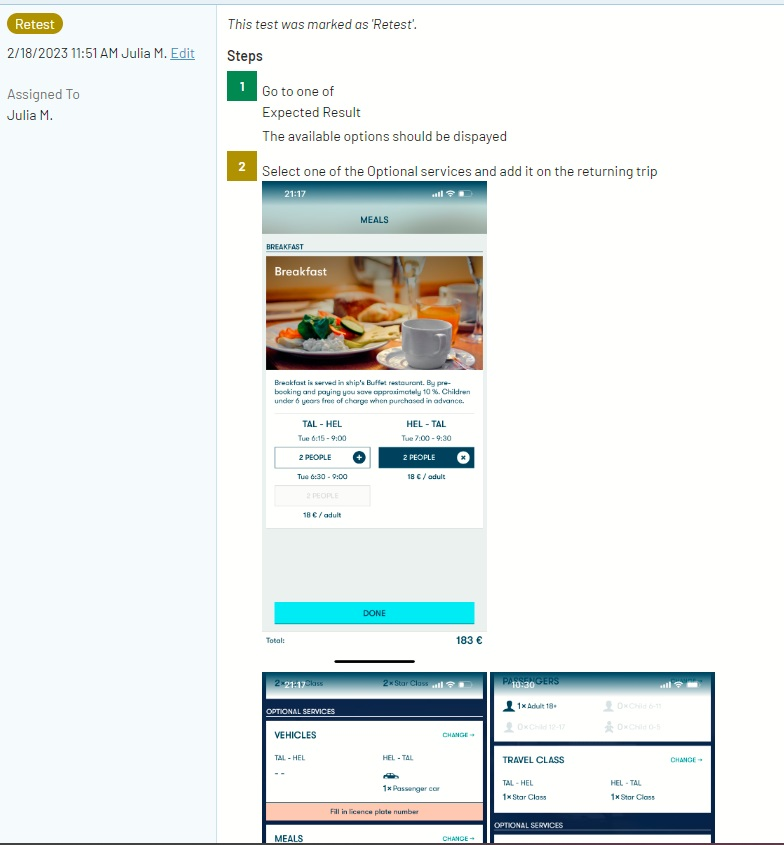 Retest
2/18/2023 11:51 AM Julia M. Edit
Assigned To
Julia M.
This test was marked as 'Retest'.
Steps
1
Go to one of
Expected Result
The available options should be dispayed
2
Select one of the Optional services and add it on the returning trip
21:17
MEALS
BREAKFAST
Breakfast
Breakfast is served in ship's Buffet restaurant. By pre-
booking and paying you save approximately 10 %. Children
under 6 years free of charge when purchased in advance.
TAL - HEL HEL - TAL
Tue 6:15 - 9:00 Tue 7:00 - 9:30
2 PEOPLE 2 PEOPLE
Tue 6:30 - 9:00 18 € / adult
2 PEOPLE
18 € / adult
DONE
Total: 183 €
21:17 Class 2× Star Class
OPTIONAL SERVICES
VEHICLES CHANGE →
TAL - HEL HEL - TAL
- -
1× Passenger car
Fill in licence plate number
MEALS CHANGE →
PASSENGERS
10:30
1× Adult 18+ 0× Child 6-11
0× Child 12-17 0× Child 0-5
TRAVEL CLASS CHANGE →
TAL - HEL HEL - TAL
1× Star Class 1× Star Class
OPTIONAL SERVICES